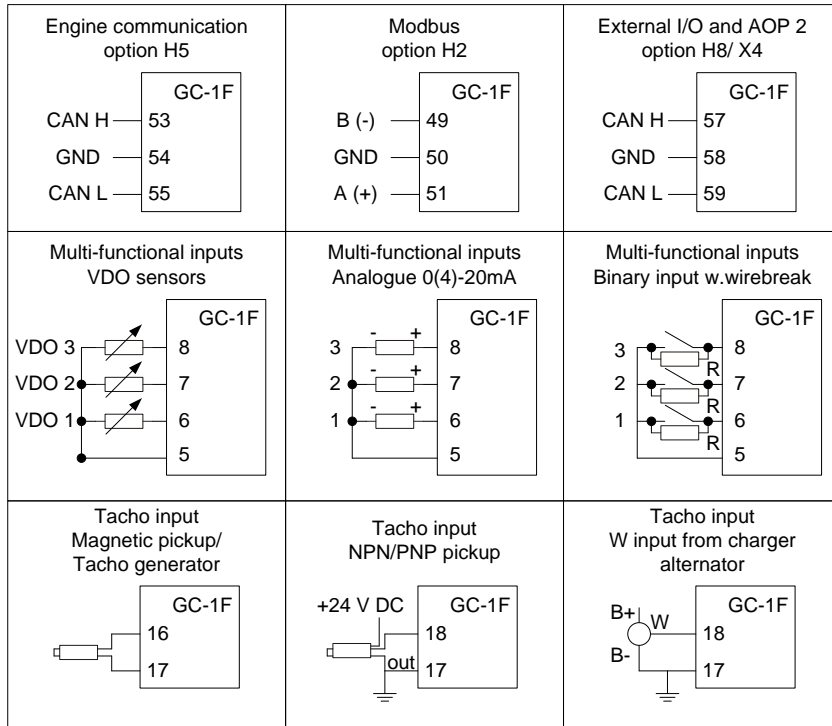 Engine communication
option H5
GC-1F
CAN H 53
GND 54
CAN L 55
Modbus
option H2
GC-1F
B (-) 49
GND 50
A (+) 51
External I/O and AOP 2
option H8/ X4
GC-1F
CAN H 57
GND 58
CAN L 59
Multi-functional inputs
VDO sensors
GC-1F
VDO 3 8
VDO 2 7
VDO 1 6
5
Multi-functional inputs
Analogue 0(4)-20mA
GC-1F
3 - + 8
2 - + 7
1 - + 6
5
Multi-functional inputs
Binary input w.wirebreak
GC-1F
3 R 8
2 R 7
1 R 6
5
Tacho input
Magnetic pickup/
Tacho generator
GC-1F
16
17
Tacho input
NPN/PNP pickup
+24 V DC GC-1F
18
out 17
Tacho input
W input from charger
alternator
GC-1F
B+ W 18
B- 17